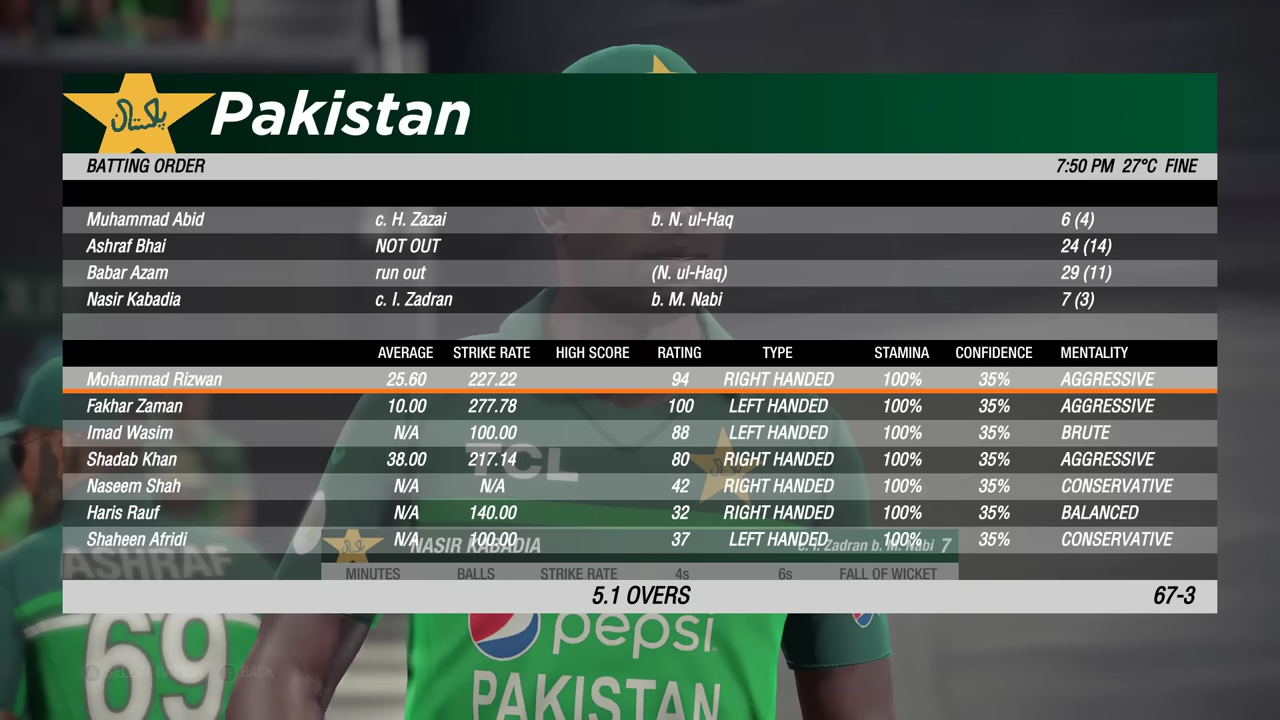 پاکستان Pakistan
BATTING ORDER 7:50 PM 27°C FINE
Muhammad Abid c. H. Zazai b. N. ul-Haq 6 (4)
Ashraf Bhai NOT OUT 24 (14)
Babar Azam run out (N. ul-Haq) 29 (11)
Nasir Kabadia c. I. Zadran b. M. Nabi 7 (3)
AVERAGE STRIKE RATE HIGH SCORE RATING TYPE STAMINA CONFIDENCE MENTALITY
Mohammad Rizwan 25.60 227.22 94 RIGHT HANDED 100% 35% AGGRESSIVE
Fakhar Zaman 10.00 277.78 100 LEFT HANDED 100% 35% AGGRESSIVE
Imad Wasim N/A 100.00 88 LEFT HANDED 100% 35% BRUTE
Shadab Khan 38.00 217.14 80 RIGHT HANDED 100% 35% AGGRESSIVE
TCL
Naseem Shah N/A N/A 42 RIGHT HANDED 100% 35% CONSERVATIVE
Haris Rauf N/A 140.00 32 RIGHT HANDED 100% 35% BALANCED
Shaheen Afridi N/A 100.00 37 LEFT HANDED 100% 35% CONSERVATIVE
NASIR KABADIA c. I. Zadran b. M. Nabi 7
ASHRAF
MINUTES BALLS STRIKE RATE 4s 6s FALL OF WICKET
5.1 OVERS 67-3
69
pepsi
SELECT BACK
PAKISTAN